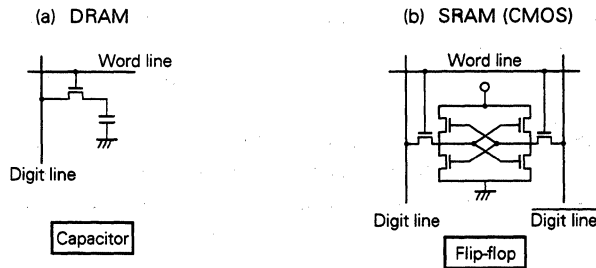 (a) DRAM
Word line
Digit line
Capacitor
(b) SRAM (CMOS)
Word line
Digit line
Digit line
Flip-flop